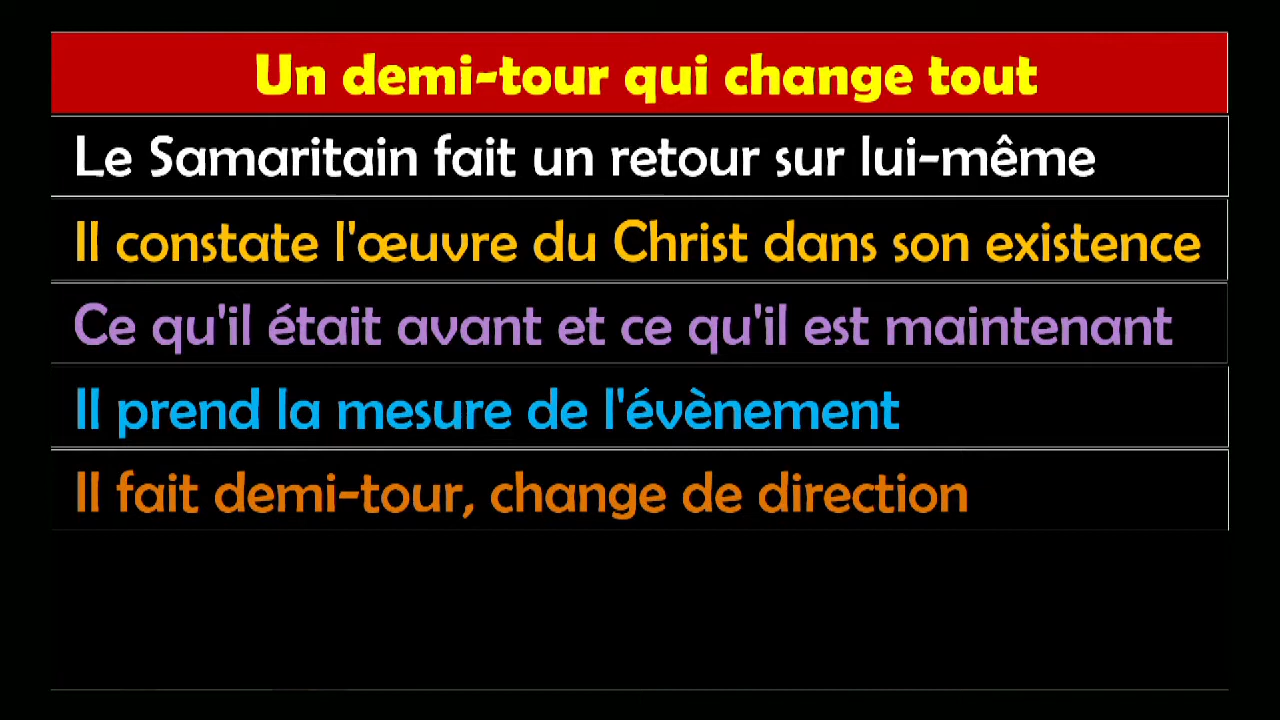 Un demi-tour qui change tout
Le Samaritain fait un retour sur lui-même
Il constate l'œuvre du Christ dans son existence
Ce qu'il était avant et ce qu'il est maintenant
Il prend la mesure de l'évènement
Il fait demi-tour, change de direction